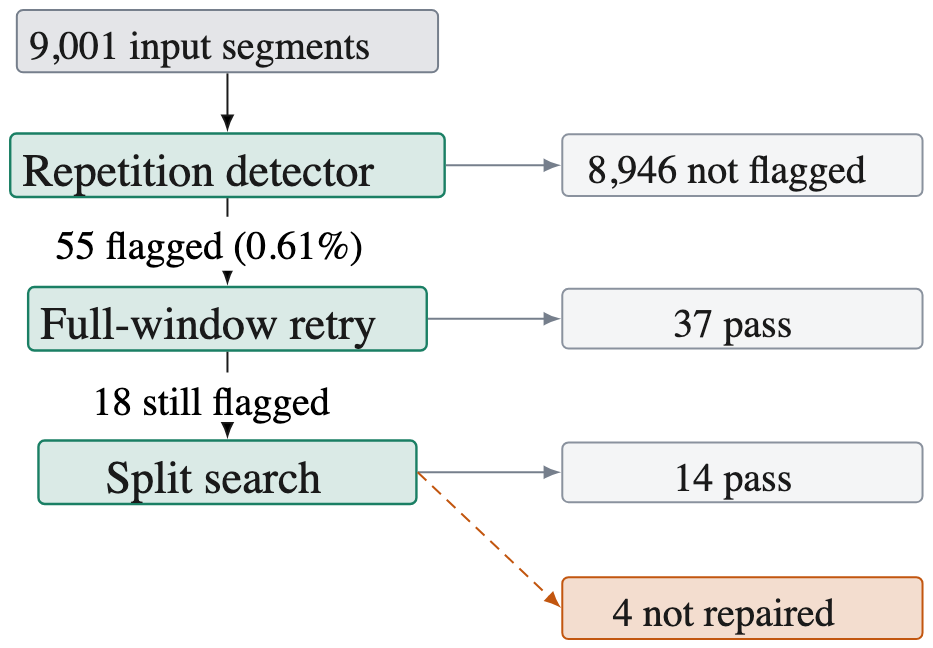 9,001 input segments
Repetition detector
8,946 not flagged
55 flagged (0.61%)
Full-window retry
37 pass
18 still flagged
Split search
14 pass
4 not repaired